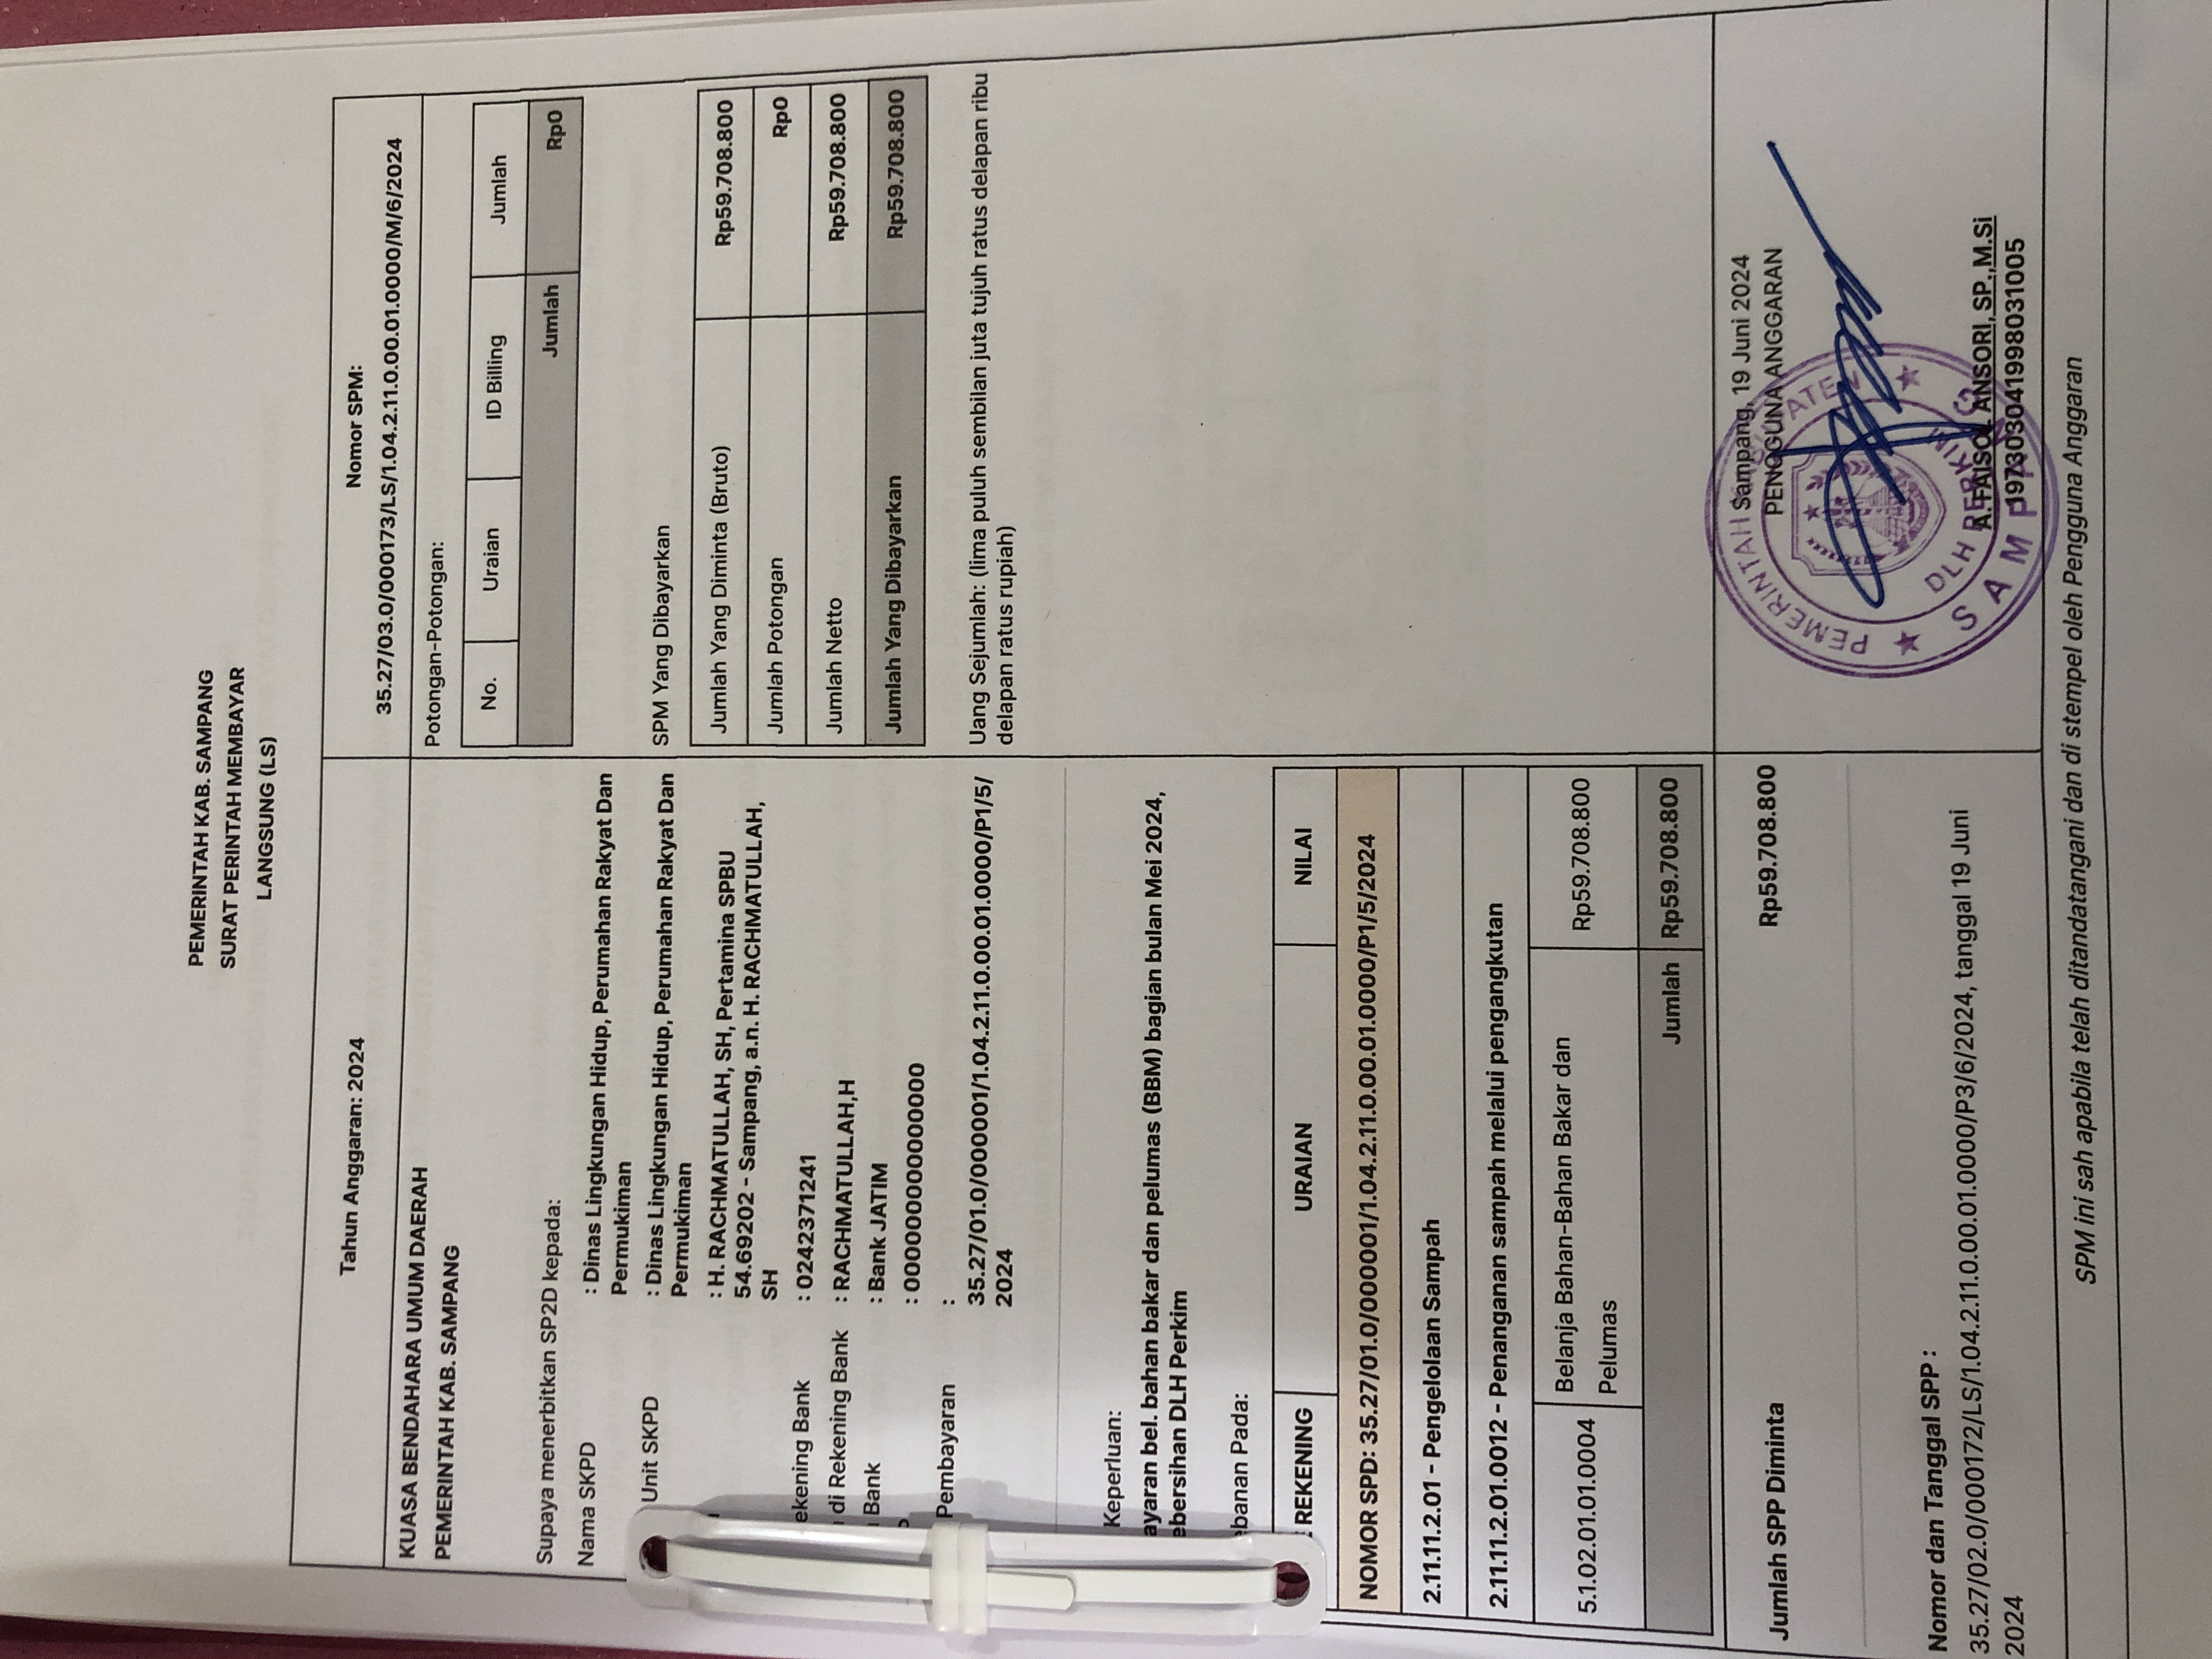 PEMERINTAH KAB. SAMPANG
SURAT PERINTAH MEMBAYAR
LANGSUNG (LS)
Tahun Anggaran: 2024
Nomor SPM:
35.27/03.0/000173/LS/1.04.2.11.0.00.01.0000/M/6/2024
KUASA BENDAHARA UMUM DAERAH
PEMERINTAH KAB. SAMPANG
Supaya menerbitkan SP2D kepada:
Nama SKPD : Dinas Lingkungan Hidup, Perumahan Rakyat Dan
Permukiman
Unit SKPD : Dinas Lingkungan Hidup, Perumahan Rakyat Dan
Permukiman
: H. RACHMATULLAH, SH, Pertamina SPBU
54.69202 - Sampang, a.n. H. RACHMATULLAH,
SH
ekening Bank : 0242371241
di Rekening Bank : RACHMATULLAH,H
Bank : Bank JATIM
: 000000000000000
Pembayaran :
35.27/01.0/000001/1.04.2.11.0.00.01.0000/P1/5/
2024
Keperluan:
ayaran bel. bahan bakar dan pelumas (BBM) bagian bulan Mei 2024,
ebersihan DLH Perkim
ebanan Pada:
REKENING URAIAN NILAI
NOMOR SPD: 35.27/01.0/000001/1.04.2.11.0.00.01.0000/P1/5/2024
2.11.11.2.01 - Pengelolaan Sampah
2.11.11.2.01.0012 - Penanganan sampah melalui pengangkutan
5.1.02.01.01.0004 Belanja Bahan-Bahan Bakar dan
Pelumas Rp59.708.800
Jumlah Rp59.708.800
Jumlah SPP Diminta Rp59.708.800
Nomor dan Tanggal SPP :
35.27/02.0/000172/LS/1.04.2.11.0.00.01.0000/P3/6/2024, tanggal 19 Juni
2024
Potongan-Potongan:
No. Uraian ID Billing Jumlah
Jumlah Rp0
SPM Yang Dibayarkan
Jumlah Yang Diminta (Bruto) Rp59.708.800
Jumlah Potongan Rp0
Jumlah Netto Rp59.708.800
Jumlah Yang Dibayarkan Rp59.708.800
Uang Sejumlah: (lima puluh sembilan juta tujuh ratus delapan ribu
delapan ratus rupiah)
Sampang, 19 Juni 2024
PENGGUNA ANGGARAN
PEMERINTAH KABUPATEN
DLH PERKIM
SAMPANG
A. FAISOL ANSORI, SP.,M.Si
197303041998031005
SPM ini sah apabila telah ditandatangani dan di stempel oleh Pengguna Anggaran